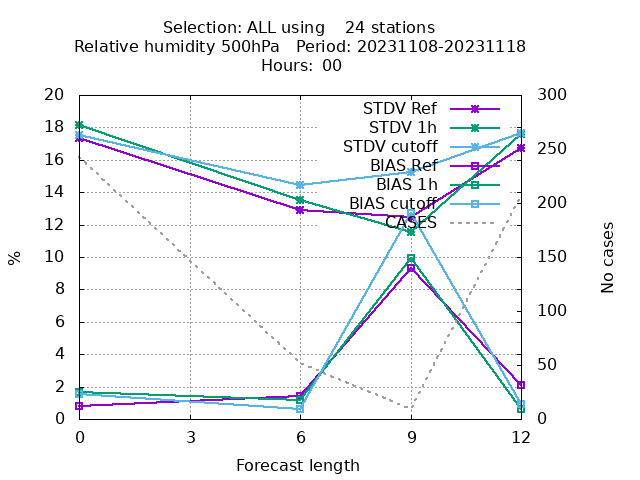 Selection: ALL using    24 stations
Relative humidity 500hPa   Period: 20231108-20231118
Hours: 00
20
18
16
14
12
10
8
6
4
2
0
%
300
250
200
150
100
50
0
No cases
STDV Ref
STDV 1h
STDV cutoff
BIAS Ref
BIAS 1h
BIAS cutoff
CASES
0
3
6
9
12
Forecast length